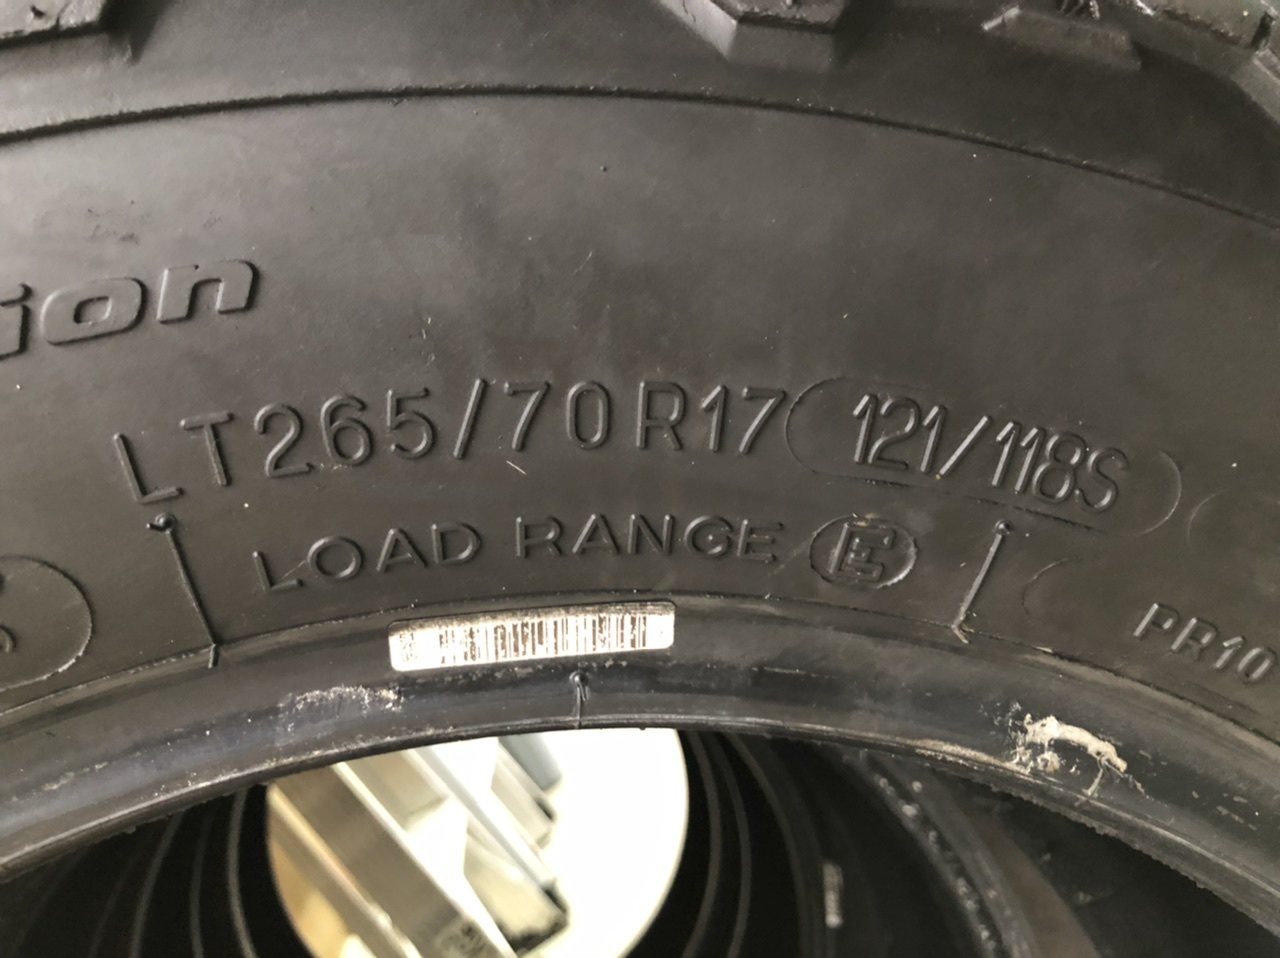 ion
LT265/70R17 121/118S
LOAD RANGE E
PR10